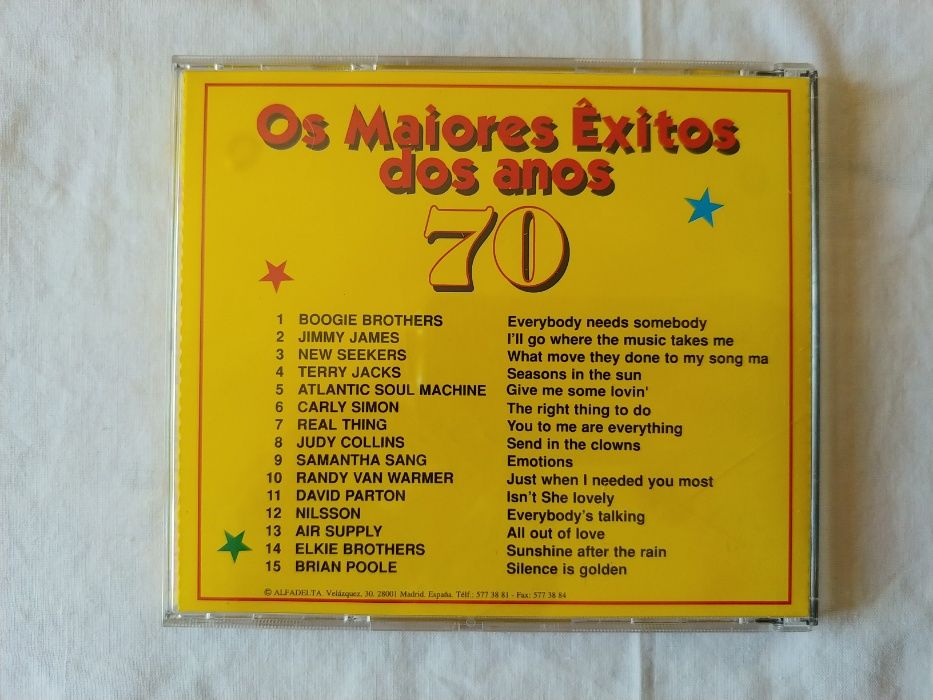 Os Maiores Êxitos
dos anos
70
1 BOOGIE BROTHERS Everybody needs somebody
2 JIMMY JAMES I'll go where the music takes me
3 NEW SEEKERS What move they done to my song ma
4 TERRY JACKS Seasons in the sun
5 ATLANTIC SOUL MACHINE Give me some lovin'
6 CARLY SIMON The right thing to do
7 REAL THING You to me are everything
8 JUDY COLLINS Send in the clowns
9 SAMANTHA SANG Emotions
10 RANDY VAN WARMER Just when I needed you most
11 DAVID PARTON Isn't She lovely
12 NILSSON Everybody's talking
13 AIR SUPPLY All out of love
14 ELKIE BROTHERS Sunshine after the rain
15 BRIAN POOLE Silence is golden
© ALFADELTA. Velázquez, 30. 28001 Madrid. España. Télf.: 577 38 81 - Fax: 577 38 84